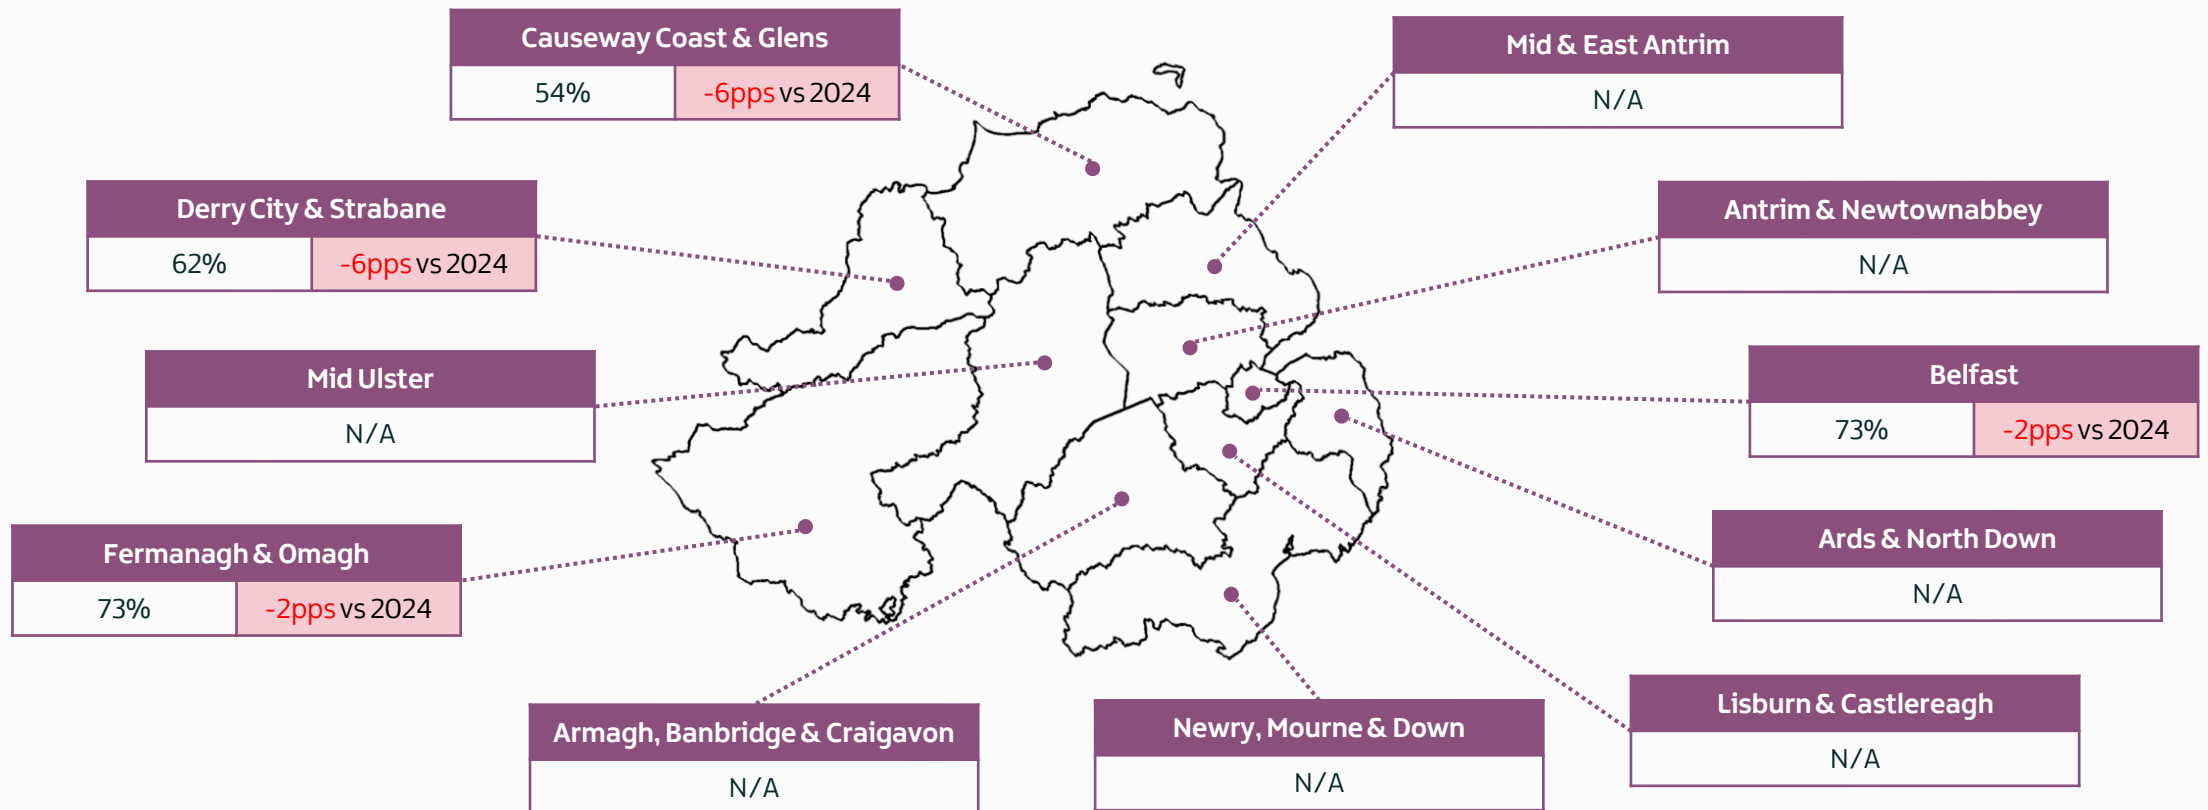 Causeway Coast & Glens
54% -6pps vs 2024
Mid & East Antrim
N/A
Derry City & Strabane
62% -6pps vs 2024
Antrim & Newtownabbey
N/A
Mid Ulster
N/A
Belfast
73% -2pps vs 2024
Fermanagh & Omagh
73% -2pps vs 2024
Ards & North Down
N/A
Armagh, Banbridge & Craigavon
N/A
Newry, Mourne & Down
N/A
Lisburn & Castlereagh
N/A